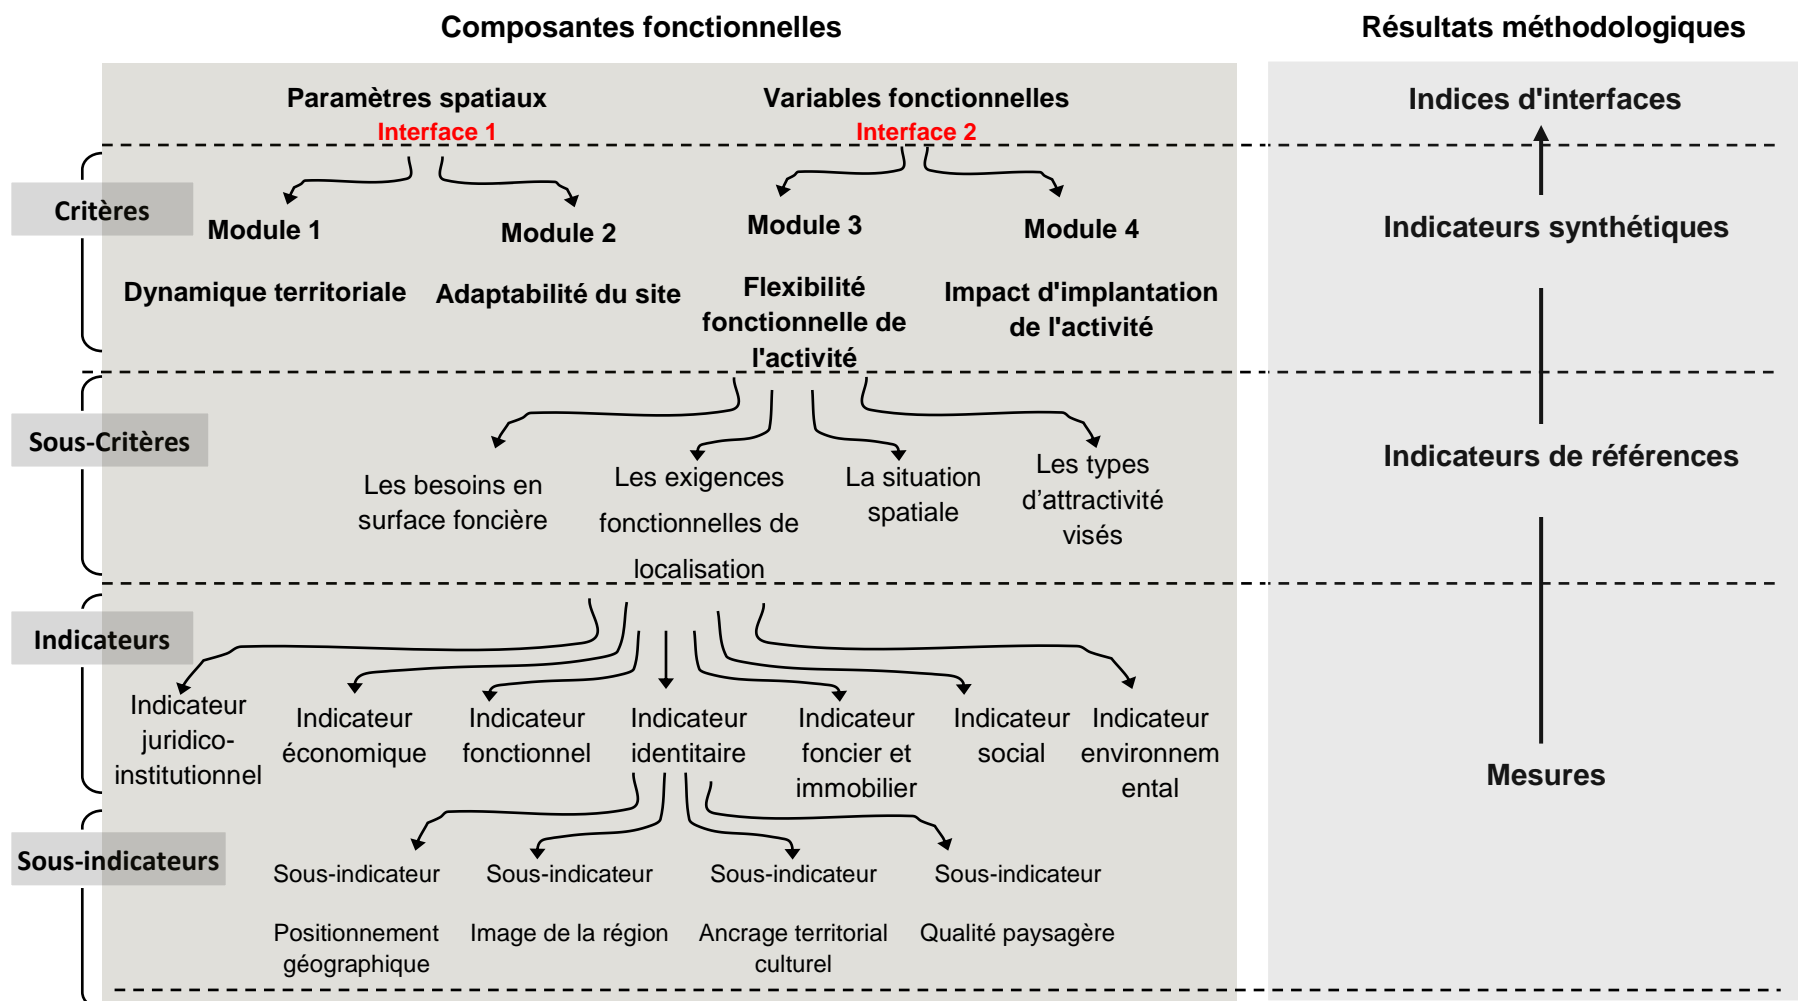 Composantes fonctionnelles
Résultats méthodologiques
Paramètres spatiaux
Interface 1
Variables fonctionnelles
Interface 2
Indices d'interfaces
Critères
Module 1
Dynamique territoriale
Module 2
Adaptabilité du site
Module 3
Flexibilité
fonctionnelle de
l'activité
Module 4
Impact d'implantation
de l'activité
Indicateurs synthétiques
Sous-Critères
Les besoins en
surface foncière
Les exigences
fonctionnelles de
localisation
La situation
spatiale
Les types
d’attractivité
visés
Indicateurs de références
Indicateurs
Indicateur
juridico-
institutionnel
Indicateur
économique
Indicateur
fonctionnel
Indicateur
identitaire
Indicateur
foncier et
immobilier
Indicateur
social
Indicateur
environnem
ental
Mesures
Sous-indicateurs
Sous-indicateur
Positionnement
géographique
Sous-indicateur
Image de la région
Sous-indicateur
Ancrage territorial
culturel
Sous-indicateur
Qualité paysagère